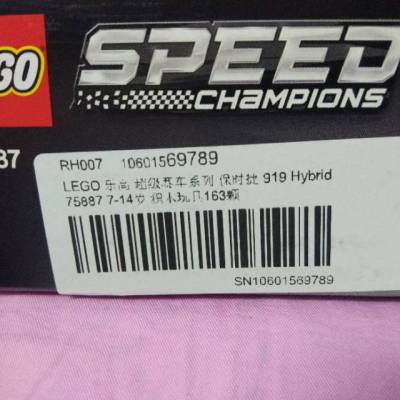 GO
SPEED
CHAMPIONS
87
RH007 10601569789
LEGO 乐高 超级赛车系列 保时捷 919 Hybrid
75887 7-14岁 积木玩具163颗
SN10601569789